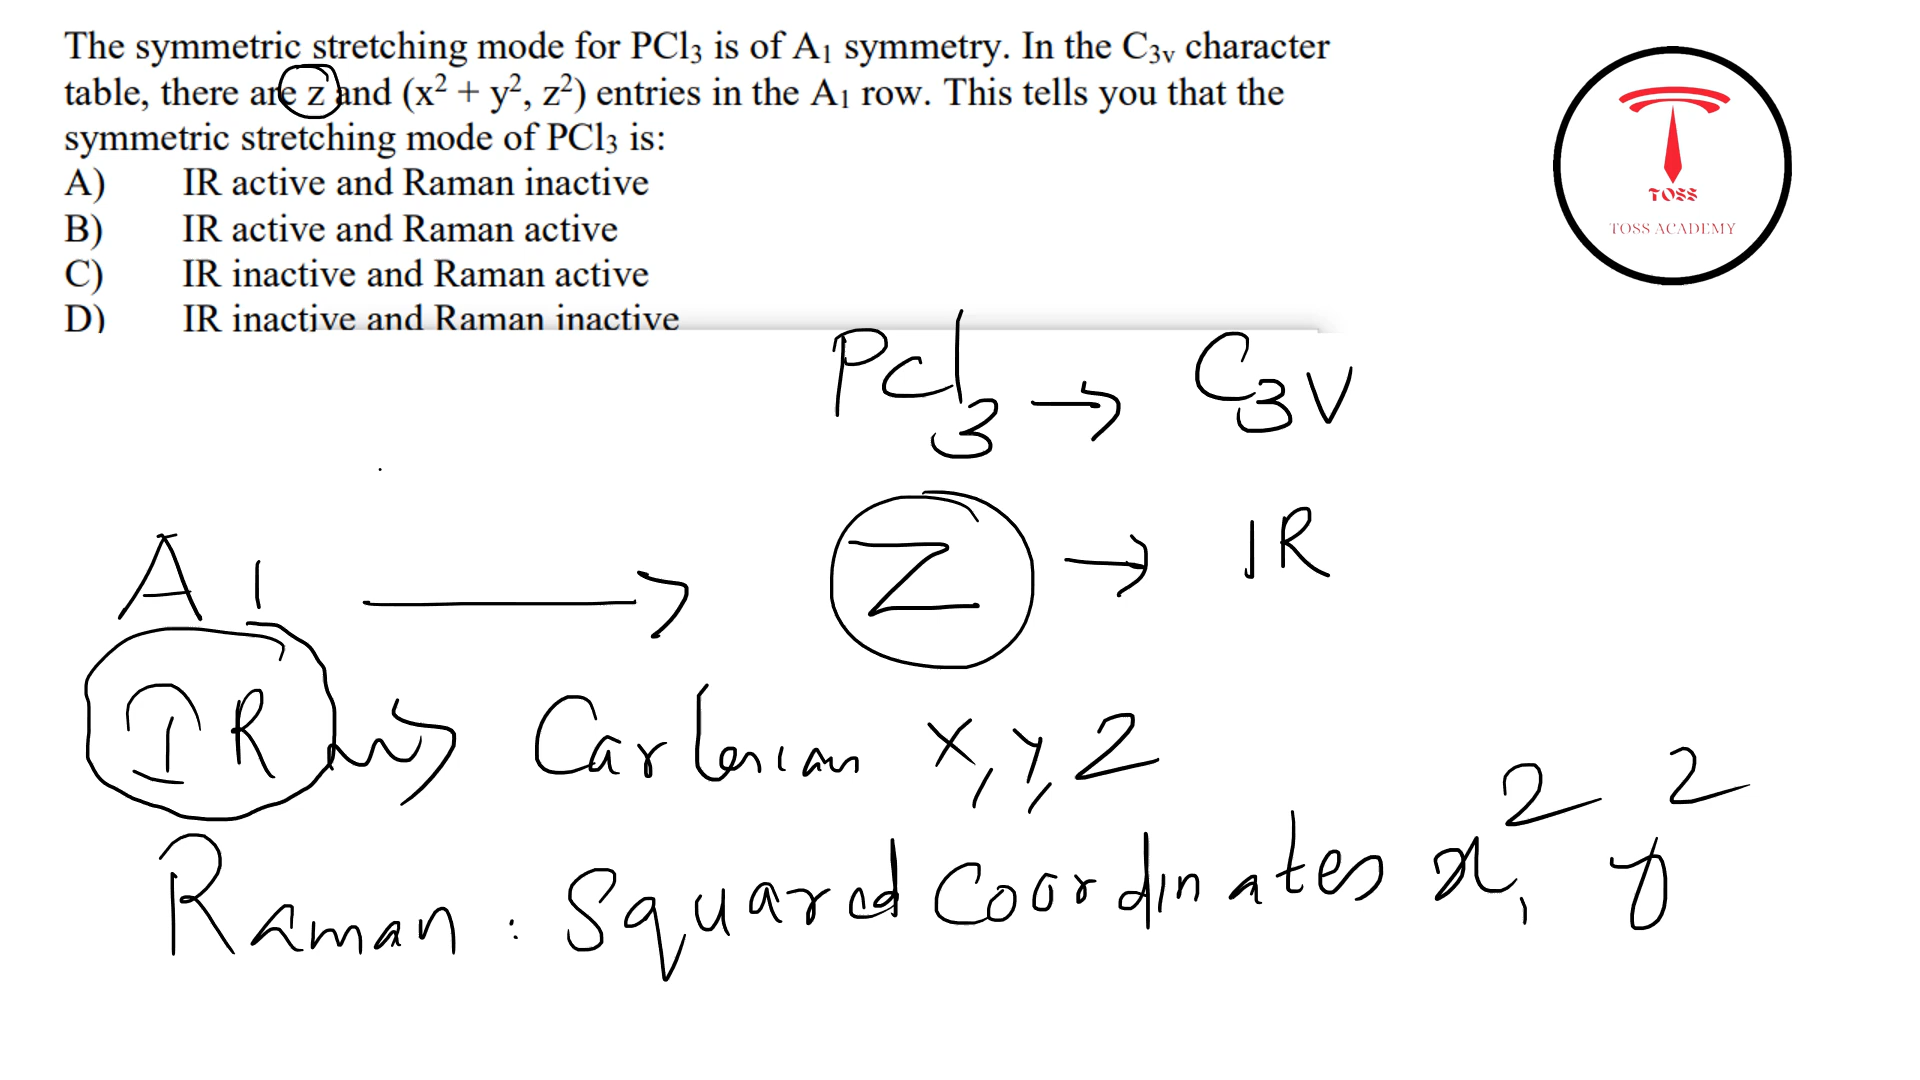 The symmetric stretching mode for PCl₃ is of A₁ symmetry. In the C₃ᵥ character
table, there are z and (x² + y², z²) entries in the A₁ row. This tells you that the
symmetric stretching mode of PCl₃ is:
A) IR active and Raman inactive
B) IR active and Raman active
C) IR inactive and Raman active
D) IR inactive and Raman inactive
TOSS
TOSS ACADEMY
PCl₃ → C₃V
A₁ → Z → IR
IR → Cartesian x, y, z
Raman : Squared Coordinates x², y²